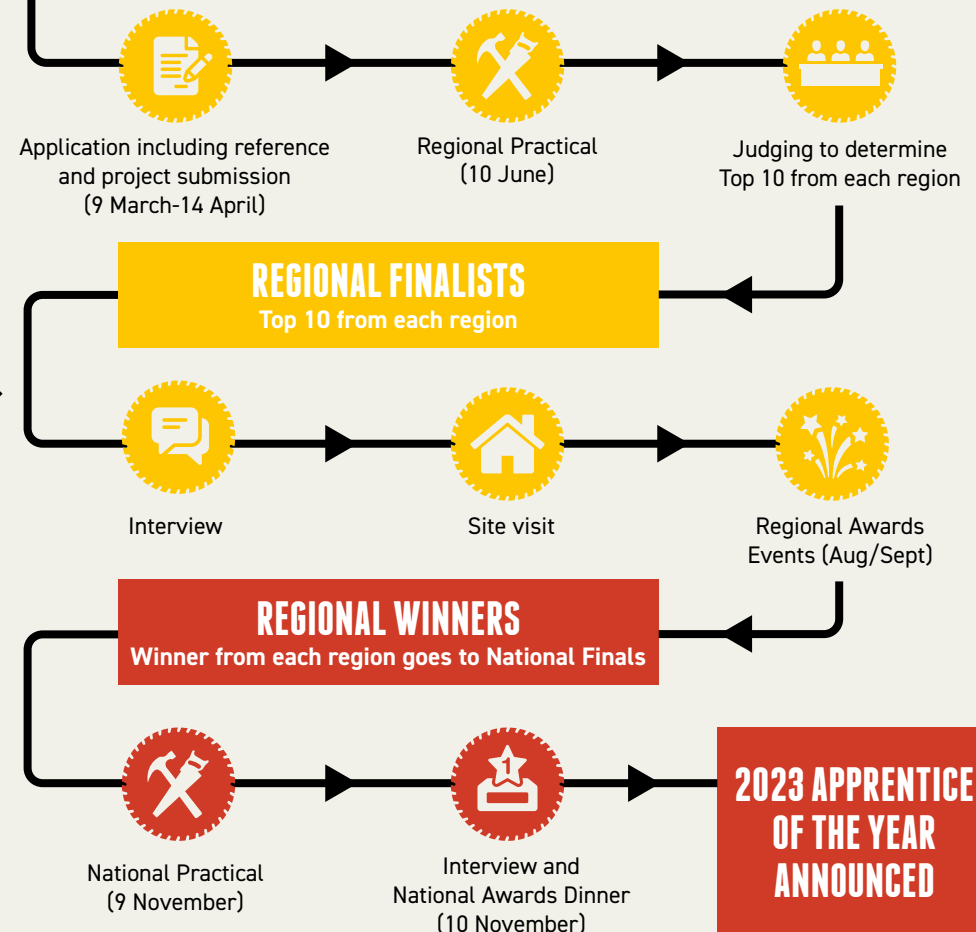 Application including reference
and project submission
(9 March-14 April)
Regional Practical
(10 June)
Judging to determine
Top 10 from each region
REGIONAL FINALISTS
Top 10 from each region
Interview
Site visit
Regional Awards
Events (Aug/Sept)
REGIONAL WINNERS
Winner from each region goes to National Finals
National Practical
(9 November)
1
Interview and
National Awards Dinner
(10 November)
2023 APPRENTICE
OF THE YEAR
ANNOUNCED